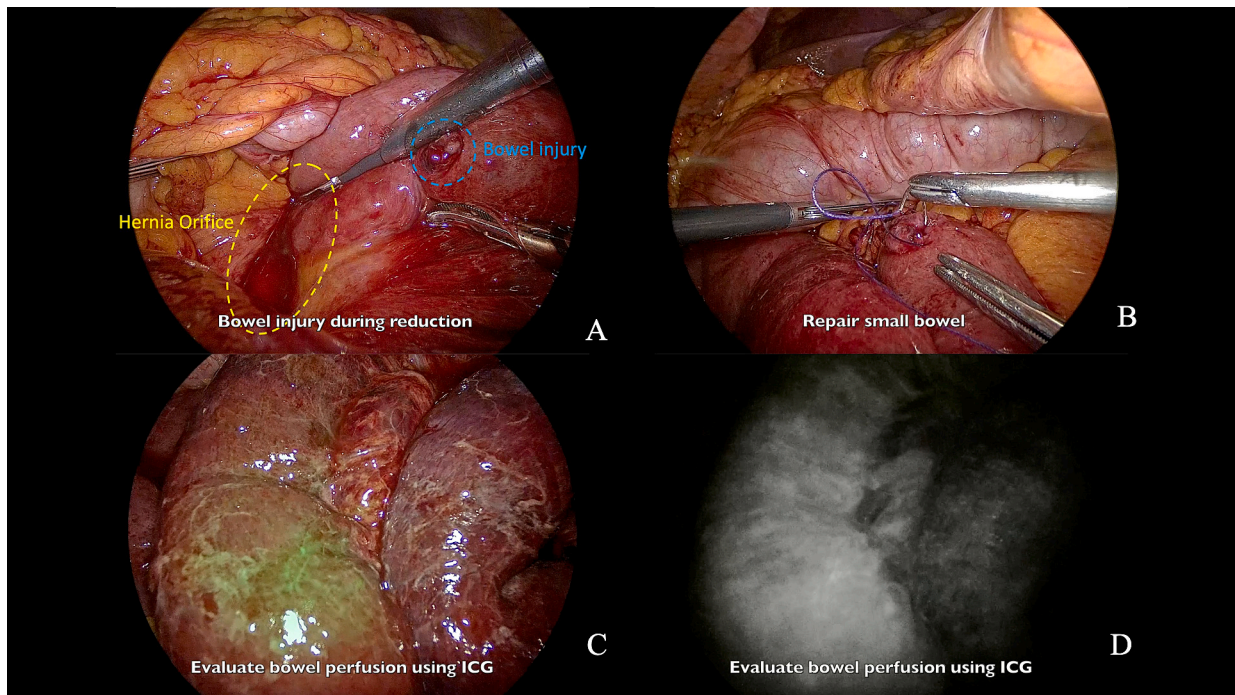 Bowel injury
Hernia Orifice
Bowel injury during reduction
A
Repair small bowel
B
Evaluate bowel perfusion using ICG
C
Evaluate bowel perfusion using ICG
D